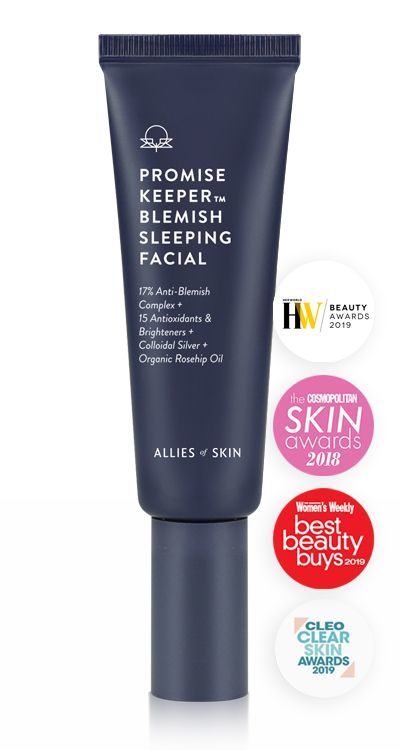 PROMISE
KEEPER™
BLEMISH
SLEEPING
FACIAL
17% Anti-Blemish
Complex +
15 Antioxidants &
Brighteners +
Colloidal Silver +
Organic Rosehip Oil
ALLIES of SKIN
HERWORLD
HW
BEAUTY
AWARDS
2019
the COSMOPOLITAN
SKIN
awards
2018
Women's Weekly
best
beauty
buys 2019
CLEO
CLEAR
SKIN
AWARDS
2019